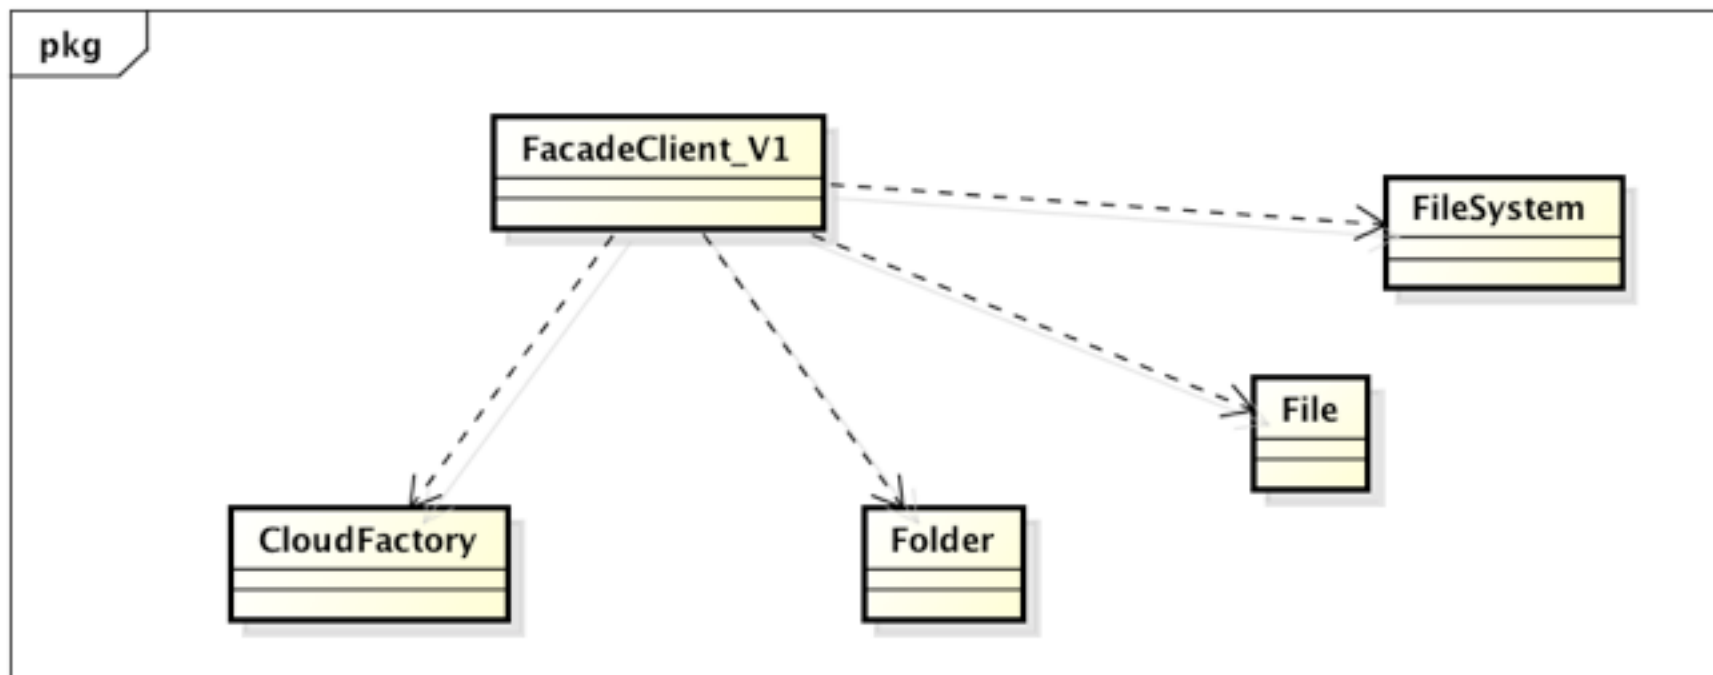 pkg
FacadeClient_V1
FileSystem
File
CloudFactory
Folder